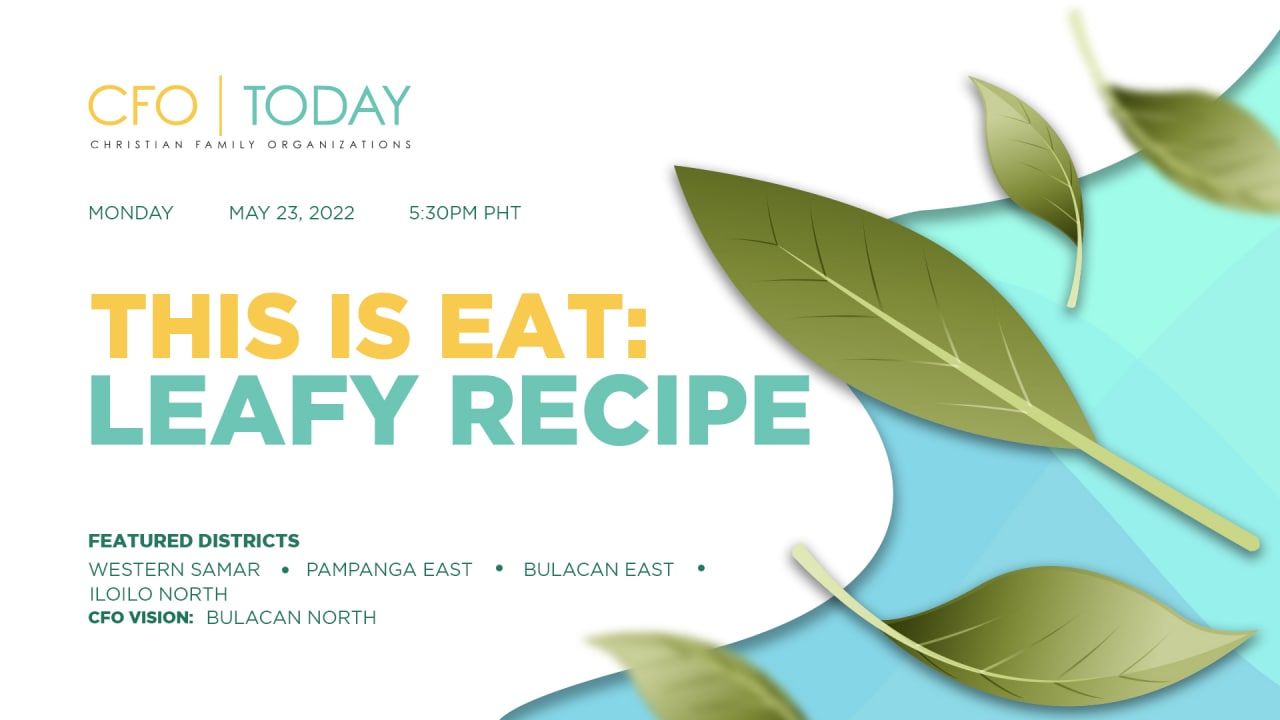 CFO | TODAY
CHRISTIAN FAMILY ORGANIZATIONS
MONDAY MAY 23, 2022 5:30PM PHT
THIS IS EAT:
LEAFY RECIPE
FEATURED DISTRICTS
WESTERN SAMAR • PAMPANGA EAST • BULACAN EAST •
ILOILO NORTH
CFO VISION: BULACAN NORTH